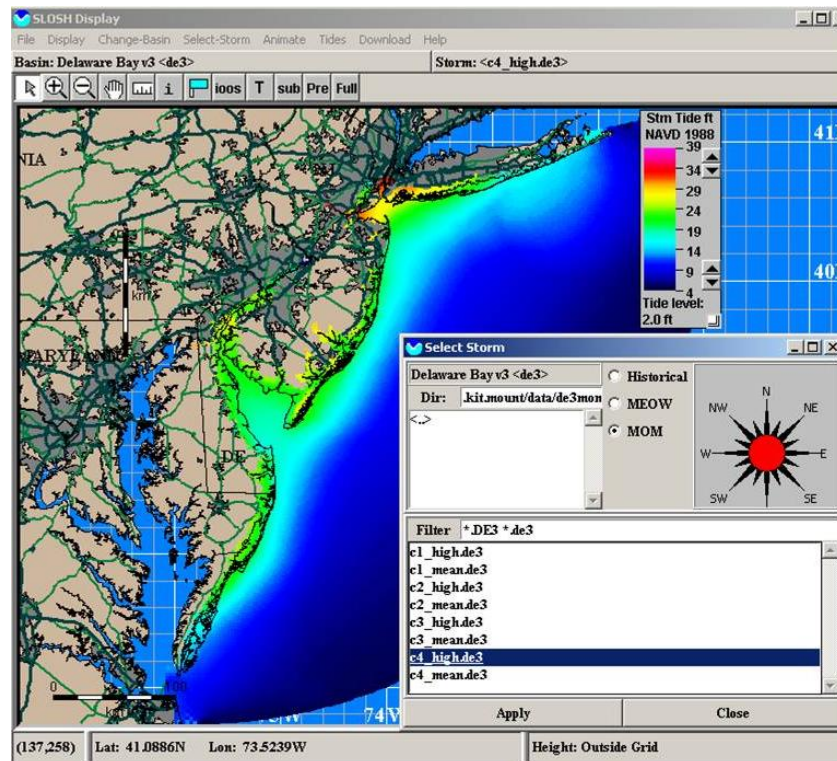 SLOSH Display
File Display Change-Basin Select-Storm Animate Tides Download Help
Basin: Delaware Bay v3 <de3> Storm: <c4_high.de3>
i ioos T sub Pre Full
Stm Tide ft
NAVD 1988
39
34
29
24
19
14
9
4
Tide level:
2.0 ft
41
40
NIA
km
DE
0 100
74
Select Storm
Delaware Bay v3 <de3>
Dir: .kit.mount/data/de3mon
<..>
Historical
MEOW
MOM
N
NW NE
W E
SW SE
Filter *.DE3 *.de3
c1_high.de3
c1_mean.de3
c2_high.de3
c2_mean.de3
c3_high.de3
c3_mean.de3
c4_high.de3
c4_mean.de3
Apply Close
(137,258) Lat: 41.0886N Lon: 73.5239W Height: Outside Grid